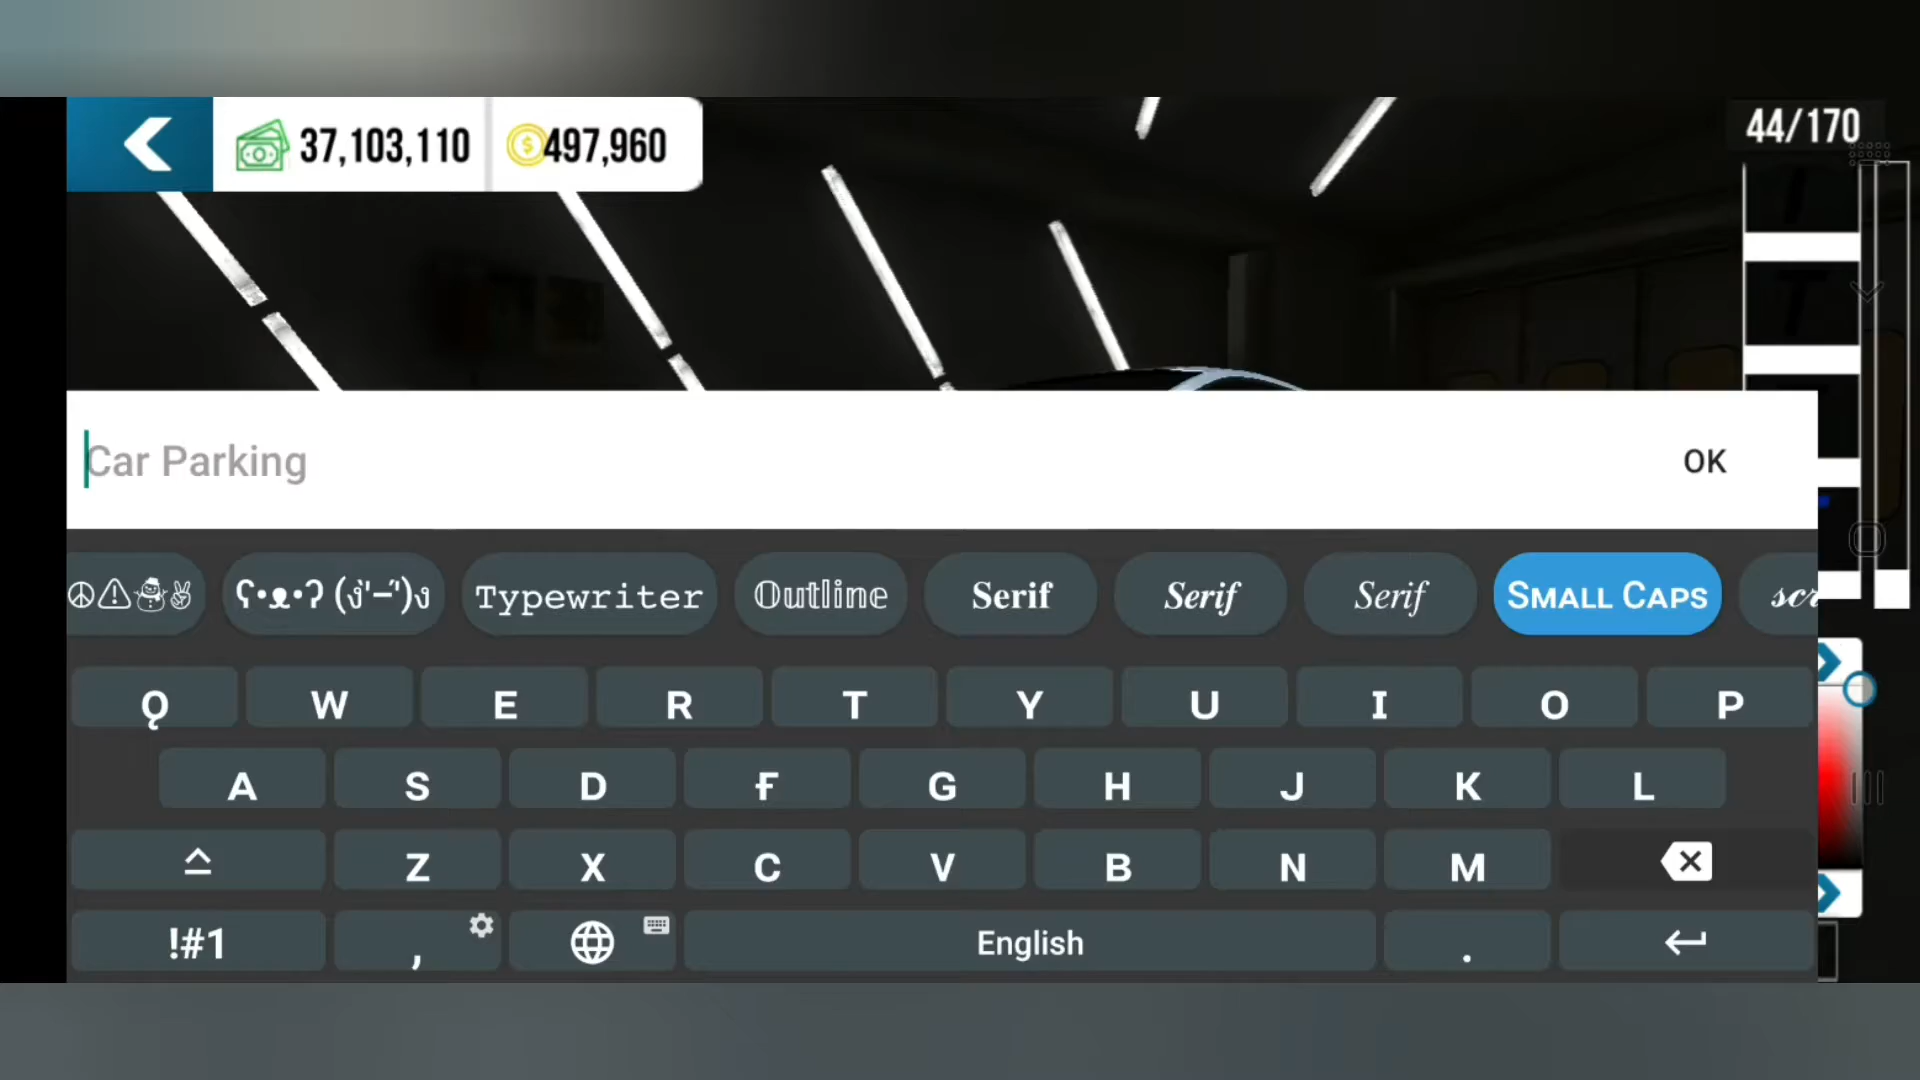 37,103,110 497,960 44/170
Car Parking OK
☮⚠☃✌ ʕ•ᴥ•ʔ (ง'̀-'́)ง Typewriter Outline Serif Serif Serif Small Caps
Q W E R T Y U I O P
A S D F G H J K L
Z X C V B N M
!#1 , English .